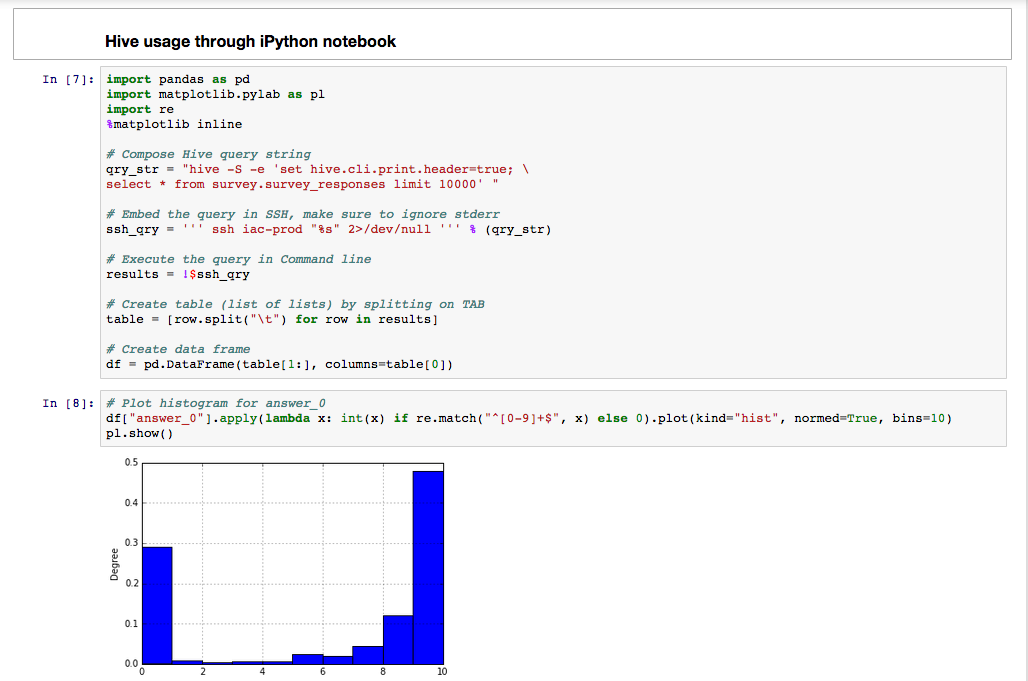 Hive usage through iPython notebook
In [7]: import pandas as pd
import matplotlib.pylab as pl
import re
%matplotlib inline
# Compose Hive query string
qry_str = "hive -S -e 'set hive.cli.print.header=true; \
select * from survey.survey_responses limit 10000' "
# Embed the query in SSH, make sure to ignore stderr
ssh_qry = ''' ssh iac-prod "%s" 2>/dev/null ''' % (qry_str)
# Execute the query in Command line
results = !$ssh_qry
# Create table (list of lists) by splitting on TAB
table = [row.split("\t") for row in results]
# Create data frame
df = pd.DataFrame(table[1:], columns=table[0])
In [8]: # Plot histogram for answer_0
df["answer_0"].apply(lambda x: int(x) if re.match("^[0-9]+$", x) else 0).plot(kind="hist", normed=True, bins=10)
pl.show()
0.5
0.4
0.3
Degree
0.2
0.1
0.0
0 2 4 6 8 10